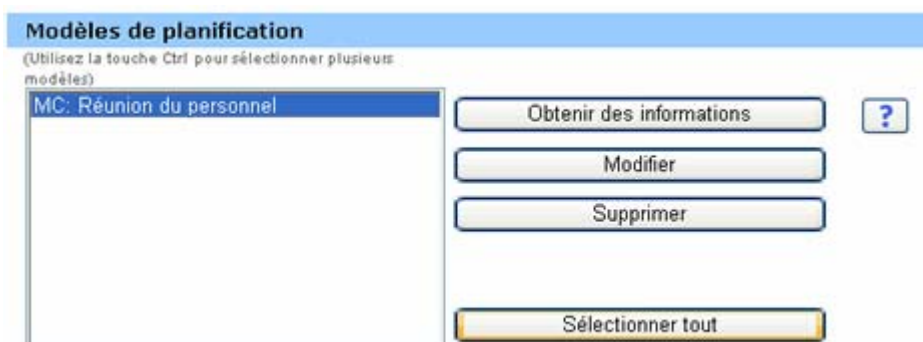 Modèles de planification
(Utilisez la touche Ctrl pour sélectionner plusieurs
modèles)
MC: Réunion du personnel
Obtenir des informations
?
Modifier
Supprimer
Sélectionner tout